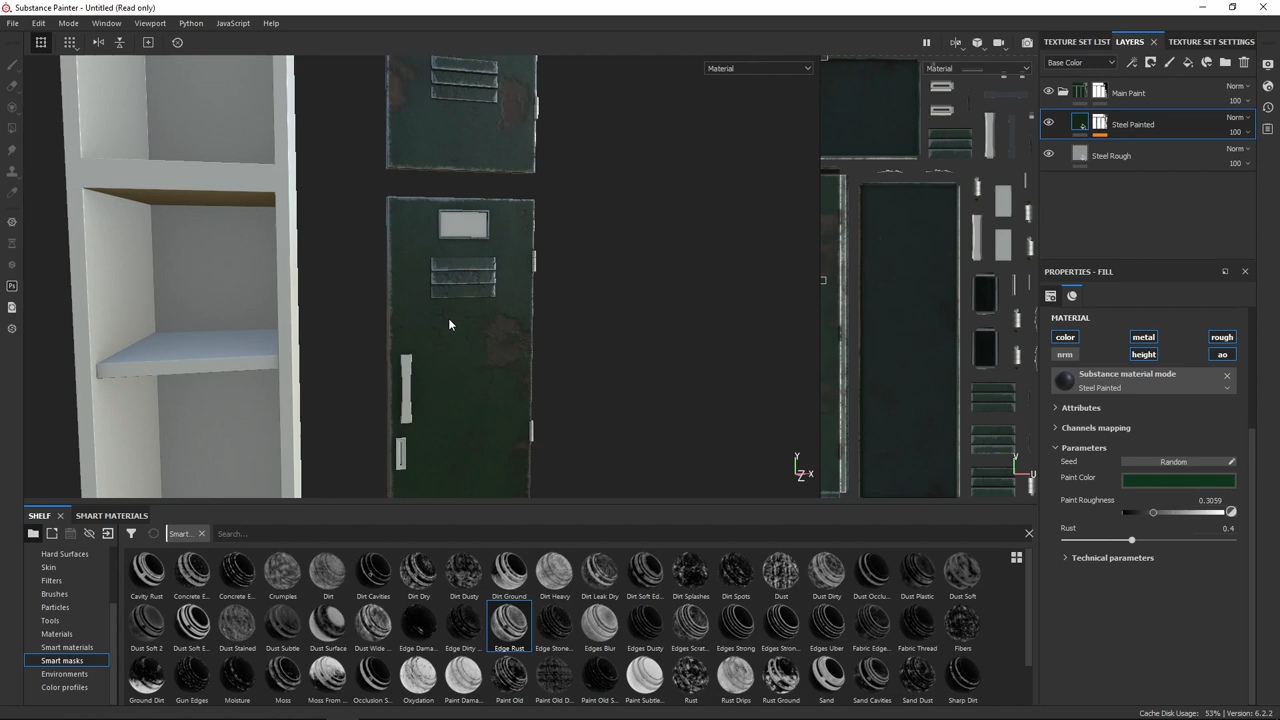 Substance Painter - Untitled (Read only)
File Edit Mode Window Viewport Python JavaScript Help
TEXTURE SET LIST LAYERS TEXTURE SET SETTINGS
Material
Material
Base Color
Main Paint
Norm
100
Steel Painted
Norm
100
Steel Rough
Norm
100
PROPERTIES - FILL
MATERIAL
color metal rough
nrm height ao
Substance material mode
Steel Painted
Attributes
Channels mapping
Parameters
Seed Random
Paint Color
Paint Roughness 0.3059
Rust 0.4
Technical parameters
Y
Z X
V
U
Ps
SHELF SMART MATERIALS
Smart... Search...
Hard Surfaces
Skin
Filters
Brushes
Particles
Tools
Materials
Smart materials
Smart masks
Environments
Color profiles
Cavity Rust Concrete E... Concrete E... Crumples Dirt Dirt Cavities Dirt Dry Dirt Dusty Dirt Ground Dirt Heavy Dirt Leak Dry Dirt Soft Ed... Dirt Splashes Dirt Spots Dust Dust Dirty Dust Occlu... Dust Plastic Dust Soft
Dust Soft 2 Dust Soft E... Dust Stained Dust Subtle Dust Surface Dust Wide ... Edge Dama... Edge Dirty ... Edge Rust Edge Stone... Edges Blur Edges Dusty Edges Scrat... Edges Strong Edges Stron... Edges Uber Fabric Edge... Fabric Thread Fibers
Ground Dirt Gun Edges Moisture Moss Moss From ... Occlusion S... Oxydation Paint Dama... Paint Old Paint Old D... Paint Old S... Paint Subtle... Rust Rust Drips Rust Ground Sand Sand Cavities Sand Dust Sharp Dirt
Cache Disk Usage: 53% | Version: 6.2.2